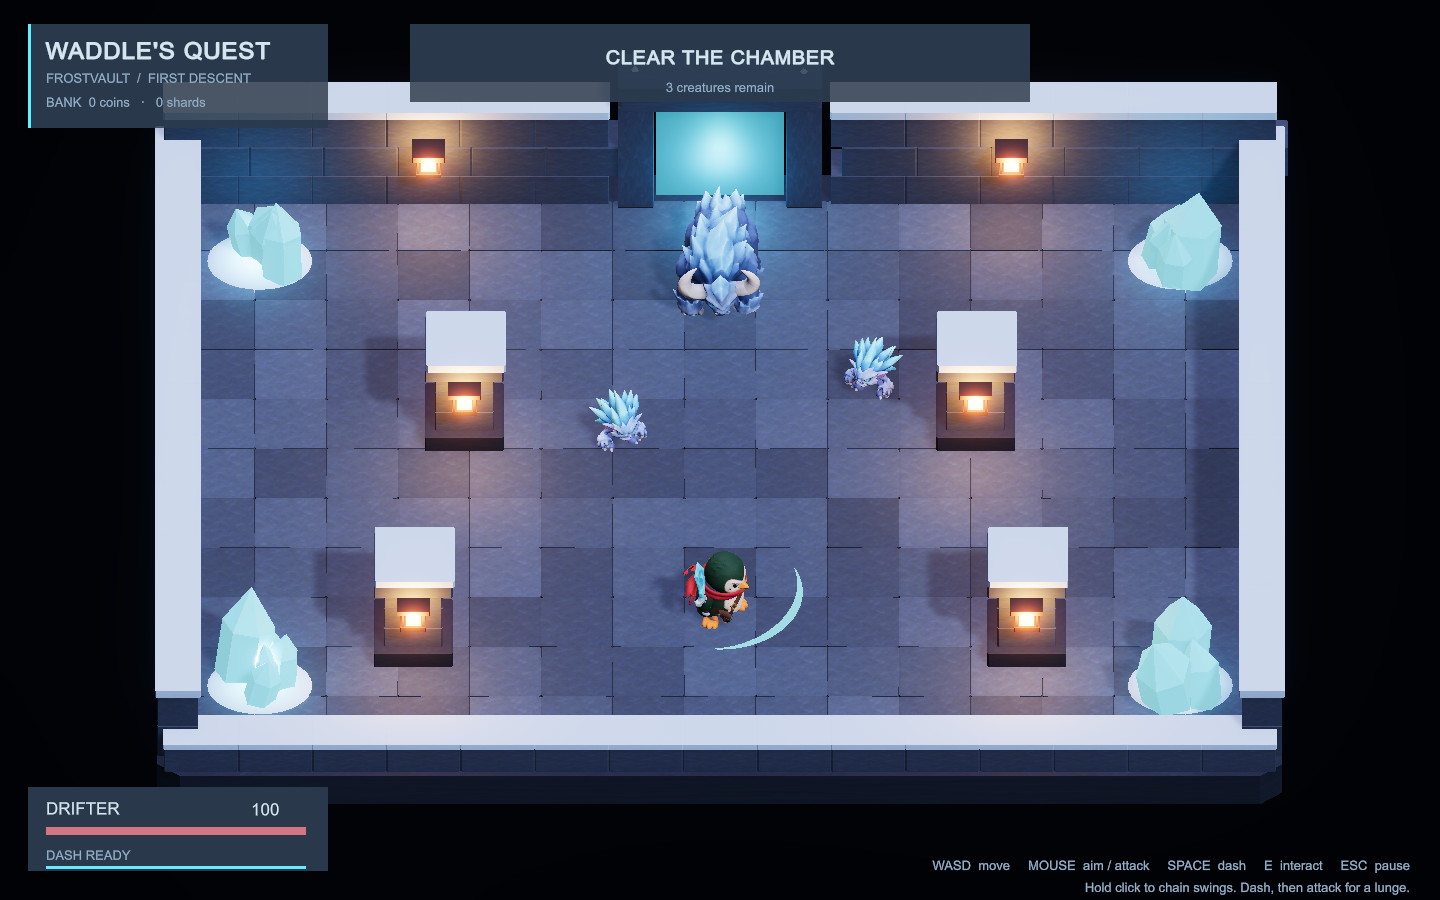 WADDLE'S QUEST
FROSTVAULT / FIRST DESCENT
BANK 0 coins · 0 shards
CLEAR THE CHAMBER
3 creatures remain
DRIFTER 100
DASH READY
WASD move MOUSE aim / attack SPACE dash E interact ESC pause
Hold click to chain swings. Dash, then attack for a lunge.